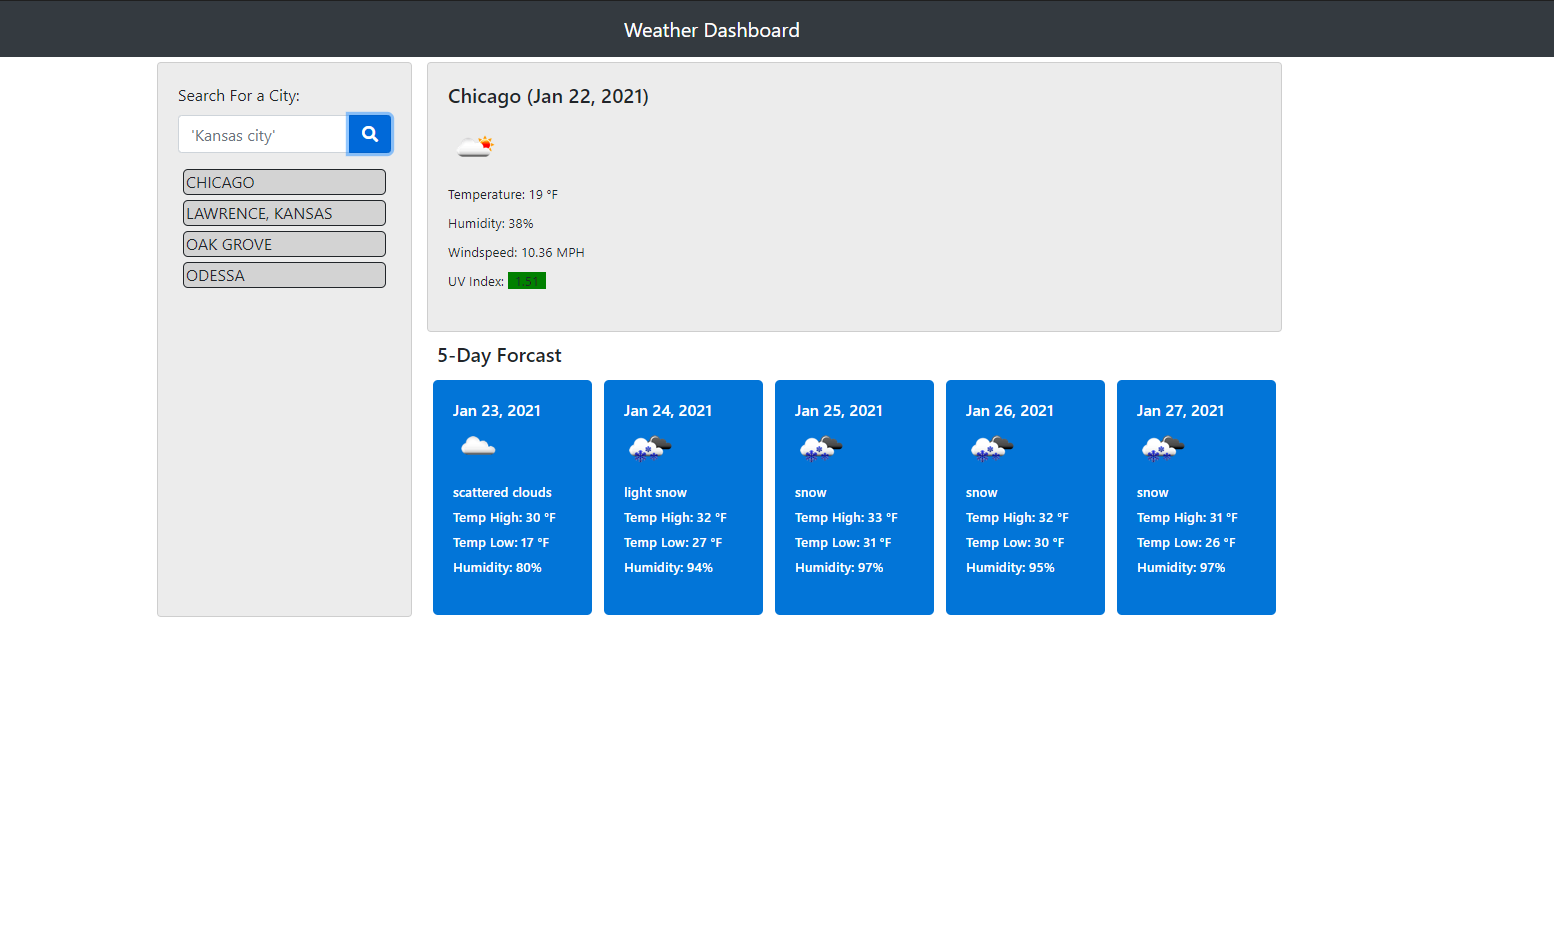 Weather Dashboard
Search For a City:
'Kansas city'
CHICAGO
LAWRENCE, KANSAS
OAK GROVE
ODESSA
Chicago (Jan 22, 2021)
Temperature: 19 °F
Humidity: 38%
Windspeed: 10.36 MPH
UV Index: 1.51
5-Day Forcast
Jan 23, 2021
scattered clouds
Temp High: 30 °F
Temp Low: 17 °F
Humidity: 80%
Jan 24, 2021
light snow
Temp High: 32 °F
Temp Low: 27 °F
Humidity: 94%
Jan 25, 2021
snow
Temp High: 33 °F
Temp Low: 31 °F
Humidity: 97%
Jan 26, 2021
snow
Temp High: 32 °F
Temp Low: 30 °F
Humidity: 95%
Jan 27, 2021
snow
Temp High: 31 °F
Temp Low: 26 °F
Humidity: 97%